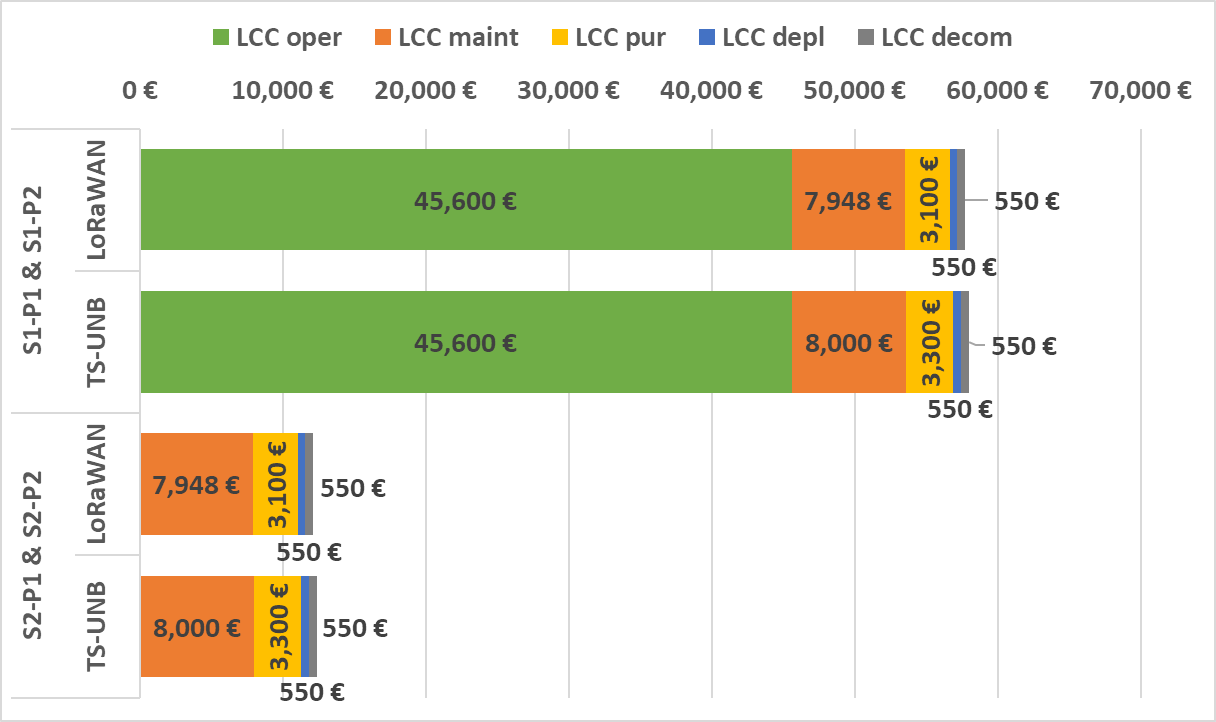 LCC oper LCC maint LCC pur LCC depl LCC decom
0 € 10,000 € 20,000 € 30,000 € 40,000 € 50,000 € 60,000 € 70,000 €
S1-P1 & S1-P2
LoRaWAN
45,600 € 7,948 € 3,100 € 550 €
550 €
TS-UNB
45,600 € 8,000 € 3,300 € 550 €
550 €
S2-P1 & S2-P2
LoRaWAN
7,948 € 3,100 € 550 €
550 €
TS-UNB
8,000 € 3,300 € 550 €
550 €